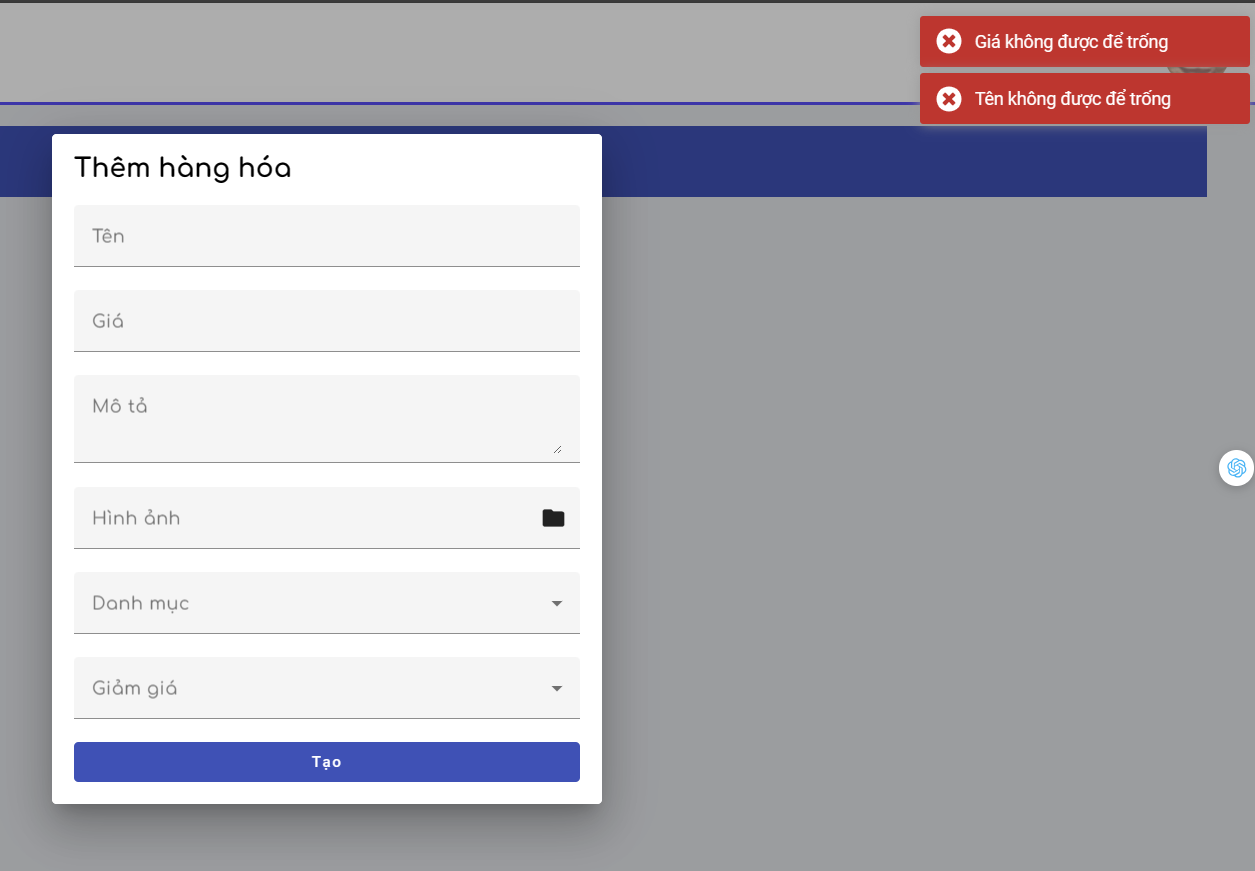 Giá không được để trống
Tên không được để trống
Thêm hàng hóa
Tên
Giá
Mô tả
Hình ảnh
Danh mục
Giảm giá
Tạo